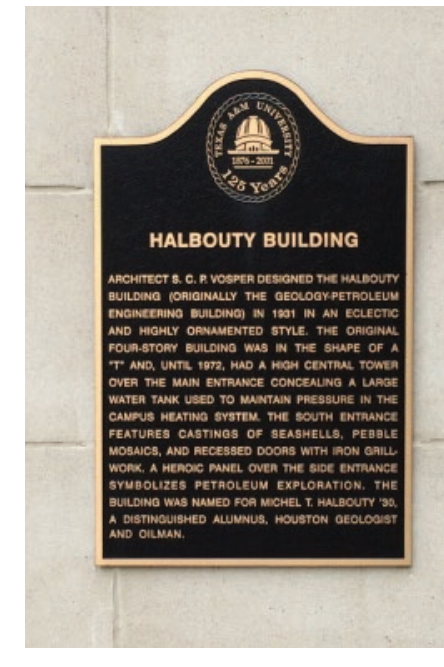 TEXAS A&M UNIVERSITY
1876 - 2001
125 Years
HALBOUTY BUILDING
ARCHITECT S. C. P. VOSPER DESIGNED THE HALBOUTY
BUILDING (ORIGINALLY THE GEOLOGY-PETROLEUM
ENGINEERING BUILDING) IN 1931 IN AN ECLECTIC
AND HIGHLY ORNAMENTED STYLE. THE ORIGINAL
FOUR-STORY BUILDING WAS IN THE SHAPE OF A
"T" AND, UNTIL 1972, HAD A HIGH CENTRAL TOWER
OVER THE MAIN ENTRANCE CONCEALING A LARGE
WATER TANK USED TO MAINTAIN PRESSURE IN THE
CAMPUS HEATING SYSTEM. THE SOUTH ENTRANCE
FEATURES CASTINGS OF SEASHELLS, PEBBLE
MOSAICS, AND RECESSED DOORS WITH IRON GRILL-
WORK. A HEROIC PANEL OVER THE SIDE ENTRANCE
SYMBOLIZES PETROLEUM EXPLORATION. THE
BUILDING WAS NAMED FOR MICHEL T. HALBOUTY '30,
A DISTINGUISHED ALUMNUS, HOUSTON GEOLOGIST
AND OILMAN.